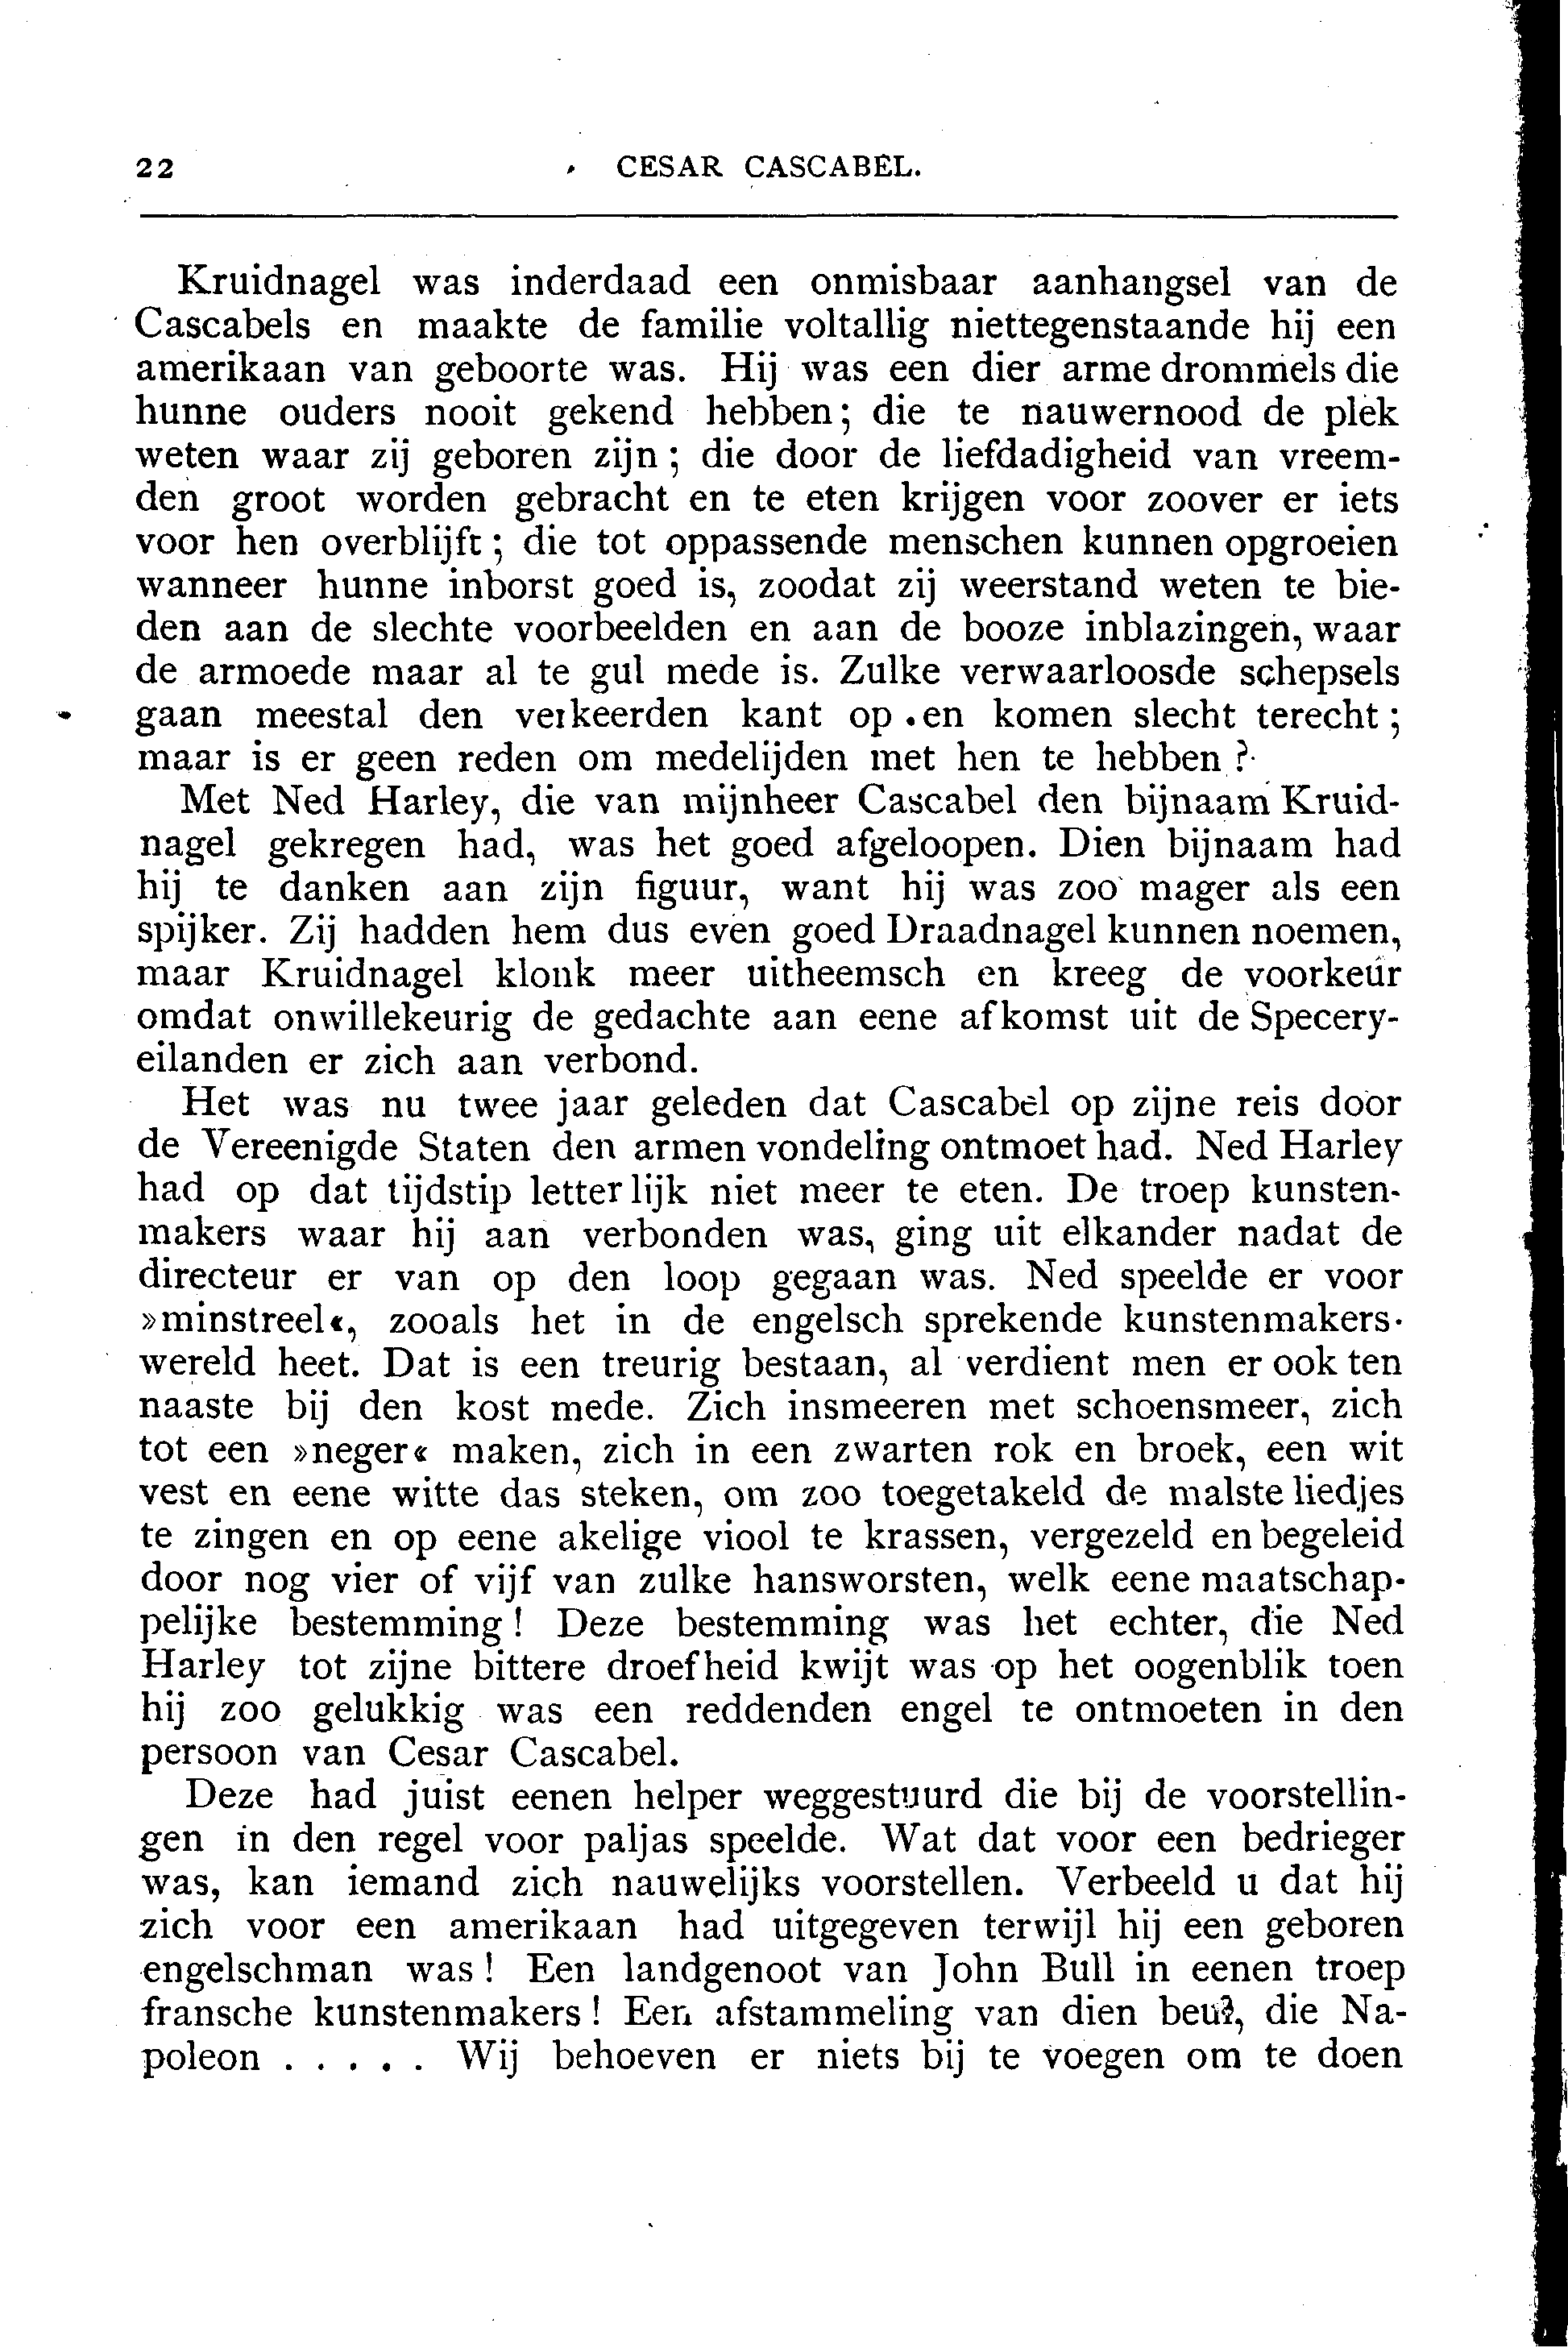 22 CESAR CASCABEL.
Kruidnagel was inderdaad een onmisbaar aanhangsel van de
Cascabels en maakte de familie voltallig niettegenstaande hij een
amerikaan van geboorte was. Hij was een dier arme drommels die
hunne ouders nooit gekend hebben; die te nauwernood de plek
weten waar zij geboren zijn; die door de liefdadigheid van vreem-
den groot worden gebracht en te eten krijgen voor zoover er iets
voor hen overblijft; die tot oppassende menschen kunnen opgroeien
wanneer hunne inborst goed is, zoodat zij weerstand weten te bie-
den aan de slechte voorbeelden en aan de booze inblazingen, waar
de armoede maar al te gul mede is. Zulke verwaarloosde schepsels
gaan meestal den verkeerden kant op en komen slecht terecht;
maar is er geen reden om medelijden met hen te hebben?
Met Ned Harley, die van mijnheer Cascabel den bijnaam Kruid-
nagel gekregen had, was het goed afgeloopen. Dien bijnaam had
hij te danken aan zijn figuur, want hij was zoo mager als een
spijker. Zij hadden hem dus even goed Draadnagel kunnen noemen,
maar Kruidnagel klonk meer uitheemsch en kreeg de voorkeur
omdat onwillekeurig de gedachte aan eene afkomst uit de Specery-
eilanden er zich aan verbond.
Het was nu twee jaar geleden dat Cascabel op zijne reis door
de Vereenigde Staten den armen vondeling ontmoet had. Ned Harley
had op dat tijdstip letterlijk niet meer te eten. De troep kunsten-
makers waar hij aan verbonden was, ging uit elkander nadat de
directeur er van op den loop gegaan was. Ned speelde er voor
»minstreel«, zooals het in de engelsch sprekende kunstenmakers-
wereld heet. Dat is een treurig bestaan, al verdient men er ook ten
naaste bij den kost mede. Zich insmeeren met schoensmeer, zich
tot een »neger« maken, zich in een zwarten rok en broek, een wit
vest en eene witte das steken, om zoo toegetakeld de malste liedjes
te zingen en op eene akelige viool te krassen, vergezeld en begeleid
door nog vier of vijf van zulke hansworsten, welk eene maatschap-
pelijke bestemming! Deze bestemming was het echter, die Ned
Harley tot zijne bittere droefheid kwijt was op het oogenblik toen
hij zoo gelukkig was een reddenden engel te ontmoeten in den
persoon van Cesar Cascabel.
Deze had juist eenen helper weggestuurd die bij de voorstellin-
gen in den regel voor paljas speelde. Wat dat voor een bedrieger
was, kan iemand zich nauwelijks voorstellen. Verbeeld u dat hij
zich voor een amerikaan had uitgegeven terwijl hij een geboren
engelschman was! Een landgenoot van John Bull in eenen troep
fransche kunstenmakers! Een afstammeling van dien beul, die Na-
poleon . . . . . Wij behoeven er niets bij te voegen om te doen